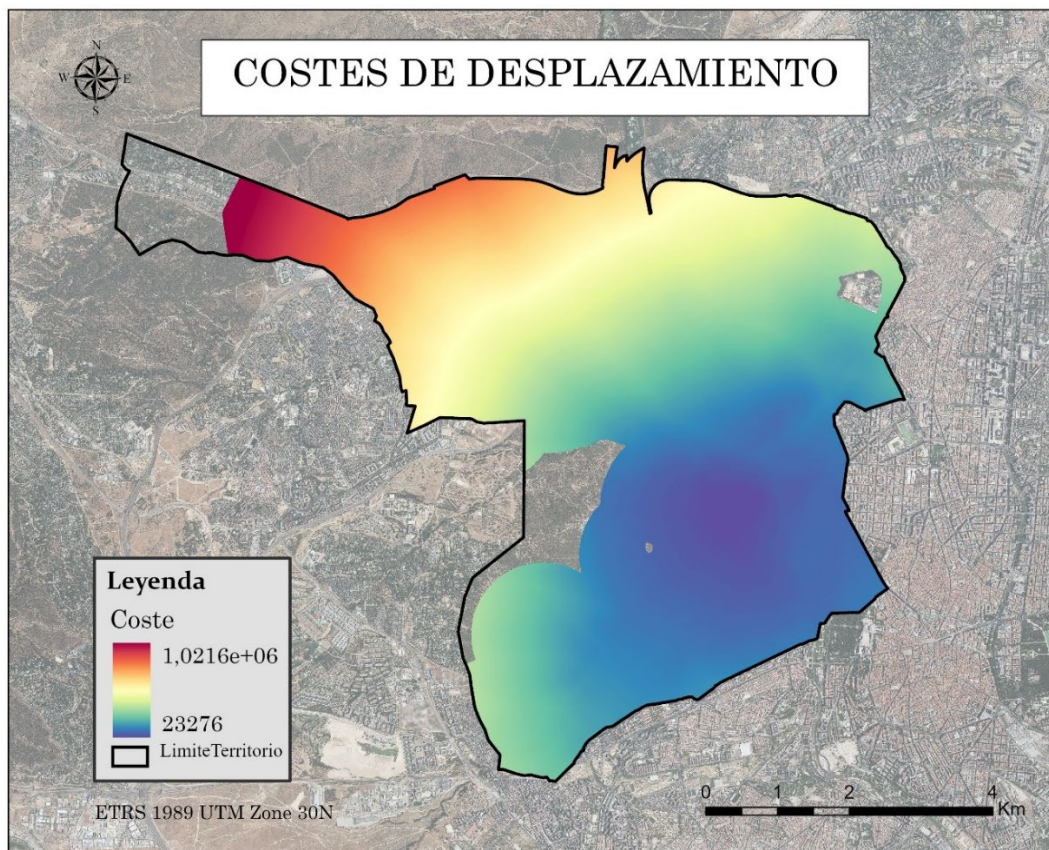 N
W E
S
COSTES DE DESPLAZAMIENTO
Leyenda
Coste
1,0216e+06
23276
LimiteTerritorio
ETRS 1989 UTM Zone 30N
0 1 2 4
Km